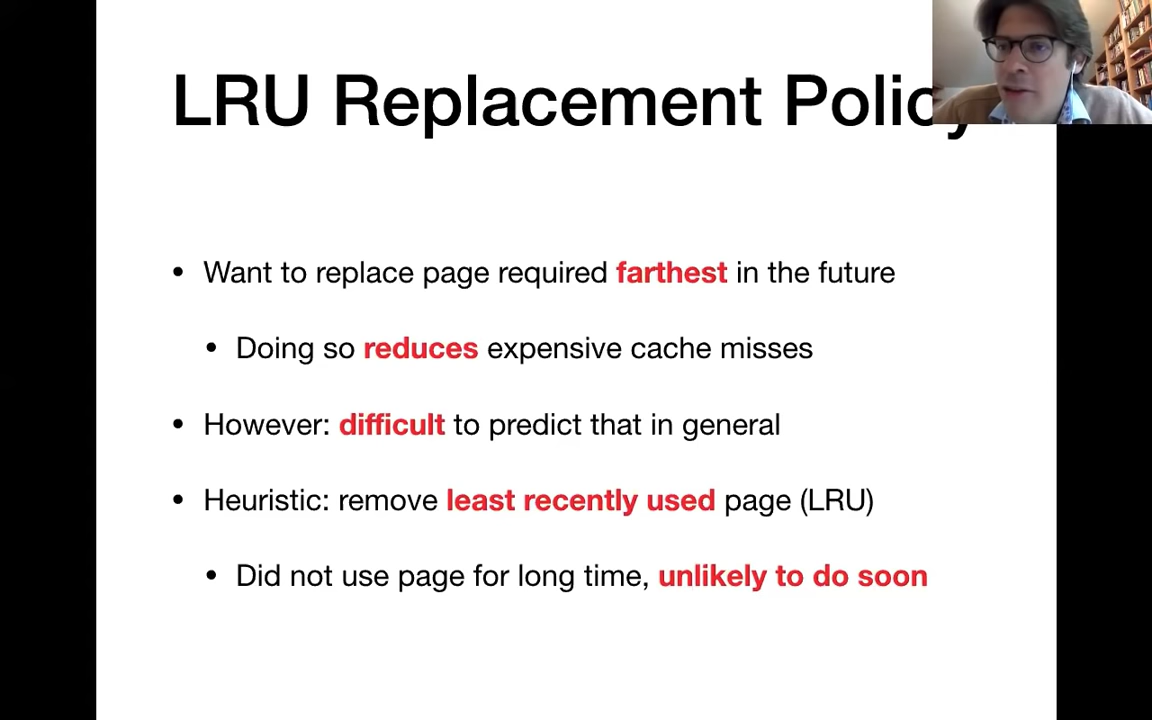 LRU Replacement Policy
• Want to replace page required farthest in the future
• Doing so reduces expensive cache misses
• However: difficult to predict that in general
• Heuristic: remove least recently used page (LRU)
• Did not use page for long time, unlikely to do soon